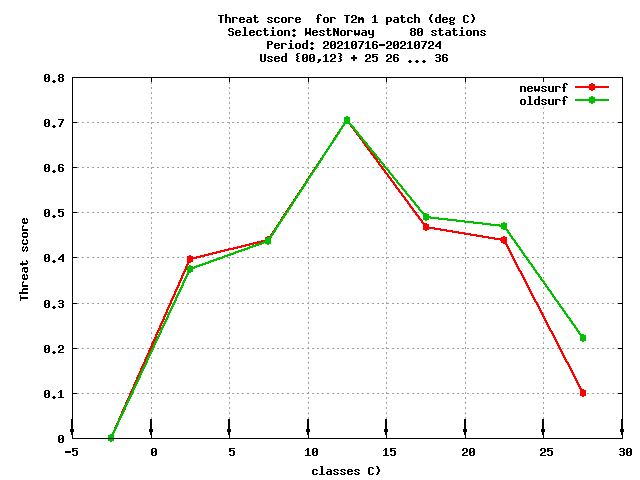 Threat score  for T2m 1 patch (deg C)
Selection: WestNorway     80 stations
Period: 20210716-20210724
Used {00,12} + 25 26 ... 36
newsurf
oldsurf
0.8
0.7
0.6
0.5
0.4
0.3
0.2
0.1
0
Threat score
-5 0 5 10 15 20 25 30
classes C)